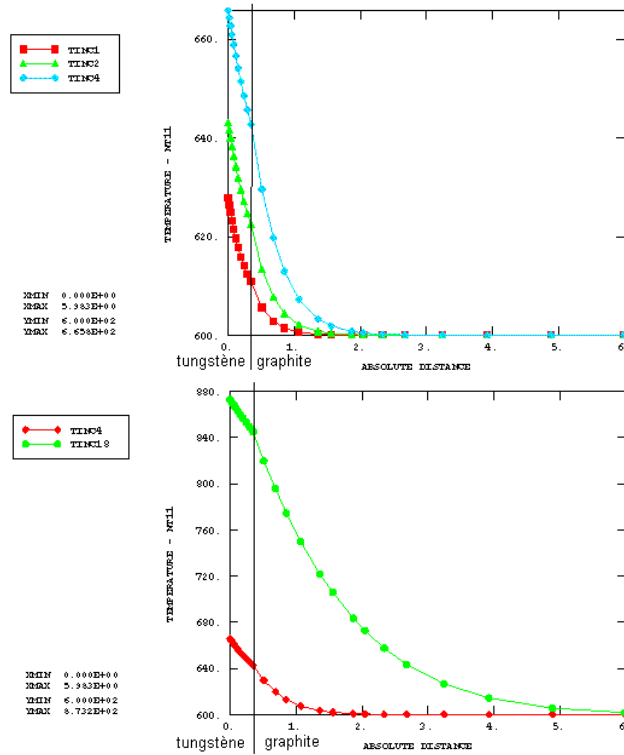 TINC1
TINC2
TINC4
TEMPERATURE - NT11
660.
640.
620.
600.
XMIN 0.000E+00
XMAX 5.983E+00
YMIN 6.000E+02
YMAX 6.658E+02
0. 1. 2. 3. 4. 5. 6
tungstène graphite
ABSOLUTE DISTANCE
TINC4
TINC18
TEMPERATURE - NT11
880.
840.
800.
760.
720.
680.
640.
600.
XMIN 0.000E+00
XMAX 5.983E+00
YMIN 6.000E+02
YMAX 8.732E+02
0. 1. 2. 3. 4. 5. 6
tungstène graphite
ABSOLUTE DISTANCE